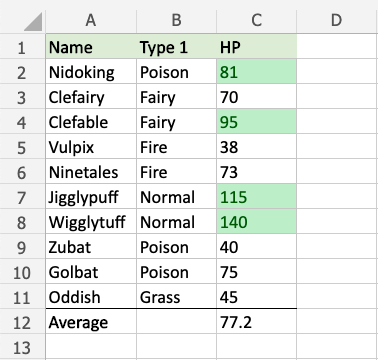 A B C D
1 Name Type 1 HP
2 Nidoking Poison 81
3 Clefairy Fairy 70
4 Clefable Fairy 95
5 Vulpix Fire 38
6 Ninetales Fire 73
7 Jigglypuff Normal 115
8 Wigglytuff Normal 140
9 Zubat Poison 40
10 Golbat Poison 75
11 Oddish Grass 45
12 Average 77.2
13